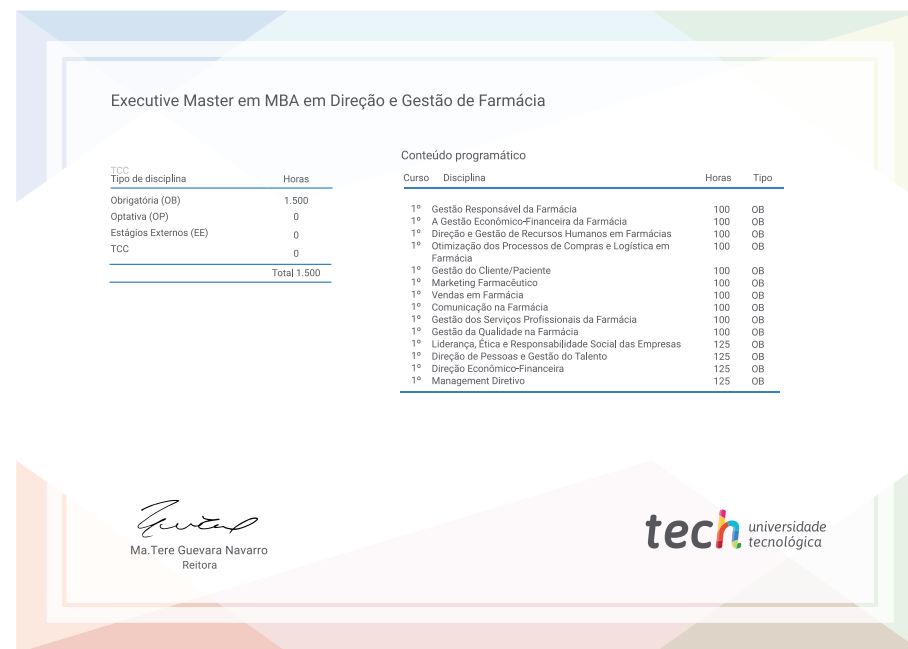 Executive Master em MBA em Direção e Gestão de Farmácia
TCC
Tipo de disciplina Horas
Obrigatória (OB) 1.500
Optativa (OP) 0
Estágios Externos (EE) 0
TCC 0
Total 1.500
Conteúdo programático
Curso Disciplina Horas Tipo
1º Gestão Responsável da Farmácia 100 OB
1º A Gestão Econômico-Financeira da Farmácia 100 OB
1º Direção e Gestão de Recursos Humanos em Farmácias 100 OB
1º Otimização dos Processos de Compras e Logística em 100 OB
Farmácia
1º Gestão do Cliente/Paciente 100 OB
1º Marketing Farmacêutico 100 OB
1º Vendas em Farmácia 100 OB
1º Comunicação na Farmácia 100 OB
1º Gestão dos Serviços Profissionais da Farmácia 100 OB
1º Gestão da Qualidade na Farmácia 100 OB
1º Liderança, Ética e Responsabilidade Social das Empresas 125 OB
1º Direção de Pessoas e Gestão do Talento 125 OB
1º Direção Econômico-Financeira 125 OB
1º Management Diretivo 125 OB
Ma.Tere Guevara Navarro
Reitora
tech universidade
tecnológica